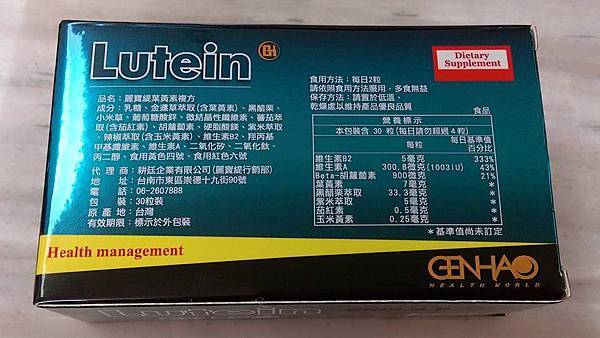 Lutein GH
Dietary
Supplement
品名：麗寶緹葉黃素複方
成分：乳糖、金盞草萃取(含葉黃素)、黑醋栗、
小米草、葡萄糖酸鋅、微結晶性纖維素、蕃茄萃
取(含茄紅素)、胡蘿蔔素、硬脂酸鎂、紫米萃取
、辣椒萃取(含玉米黃素)、維生素B2、羥丙基
甲基纖維素、維生素A、二氧化矽、二氧化鈦、
丙二醇、食用黃色四號、食用紅色六號
代理商：耕廷企業有限公司(麗寶緹行銷部)
地址：台南市東區崇德十九街90號
電話：06-2607888
包裝：30粒裝
原產地：台灣
有效期限：標示於外包裝
食用方法：每日2粒
請依照食用方法服用，多食無益
保存方法：請置於低溫、
乾燥處以維持產品優良品質
食品
營養標示
本包裝含 30 粒(每日請勿超過4粒)
每粒 每日基準值
百分比
維生素B2 5毫克 333%
維生素A 300.8微克(1003IU) 43%
Beta-胡蘿蔔素 900微克 21%
葉黃素 7毫克 *
黑醋栗萃取 33.3毫克 *
紫米萃取 5毫克 *
茄紅素 0.5毫克 *
玉米黃素 0.25毫克 *
*基準值尚未訂定
Health management
GENHAO
HEALTH WORLD
Lutein